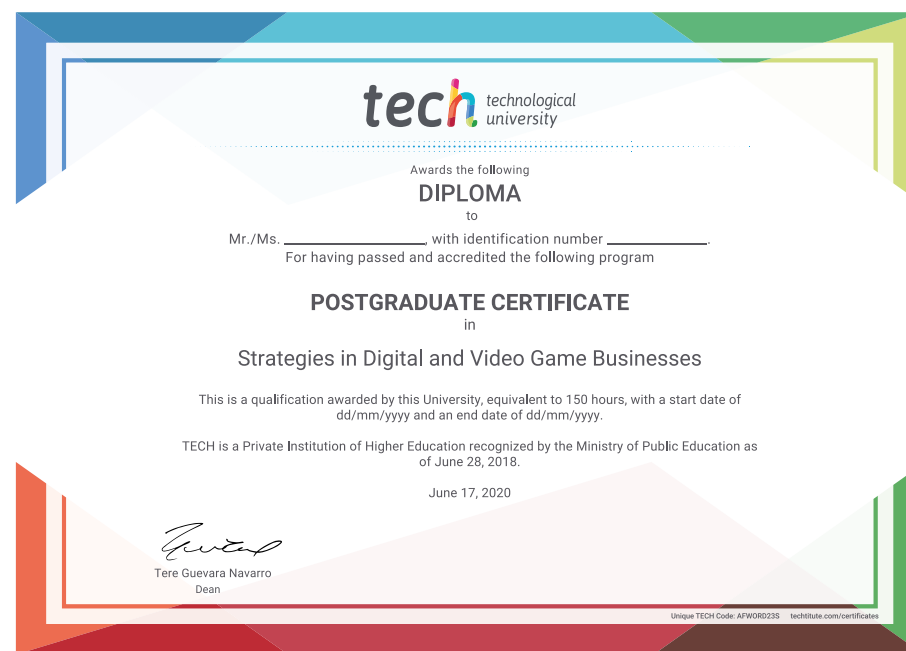 tech technological
university
Awards the following
DIPLOMA
to
Mr./Ms. ____________, with identification number ____________.
For having passed and accredited the following program
POSTGRADUATE CERTIFICATE
in
Strategies in Digital and Video Game Businesses
This is a qualification awarded by this University, equivalent to 150 hours, with a start date of
dd/mm/yyyy and an end date of dd/mm/yyyy.
TECH is a Private Institution of Higher Education recognized by the Ministry of Public Education as
of June 28, 2018.
June 17, 2020
Tere Guevara Navarro
Dean
Unique TECH Code: AFWORD23S techtitute.com/certificates